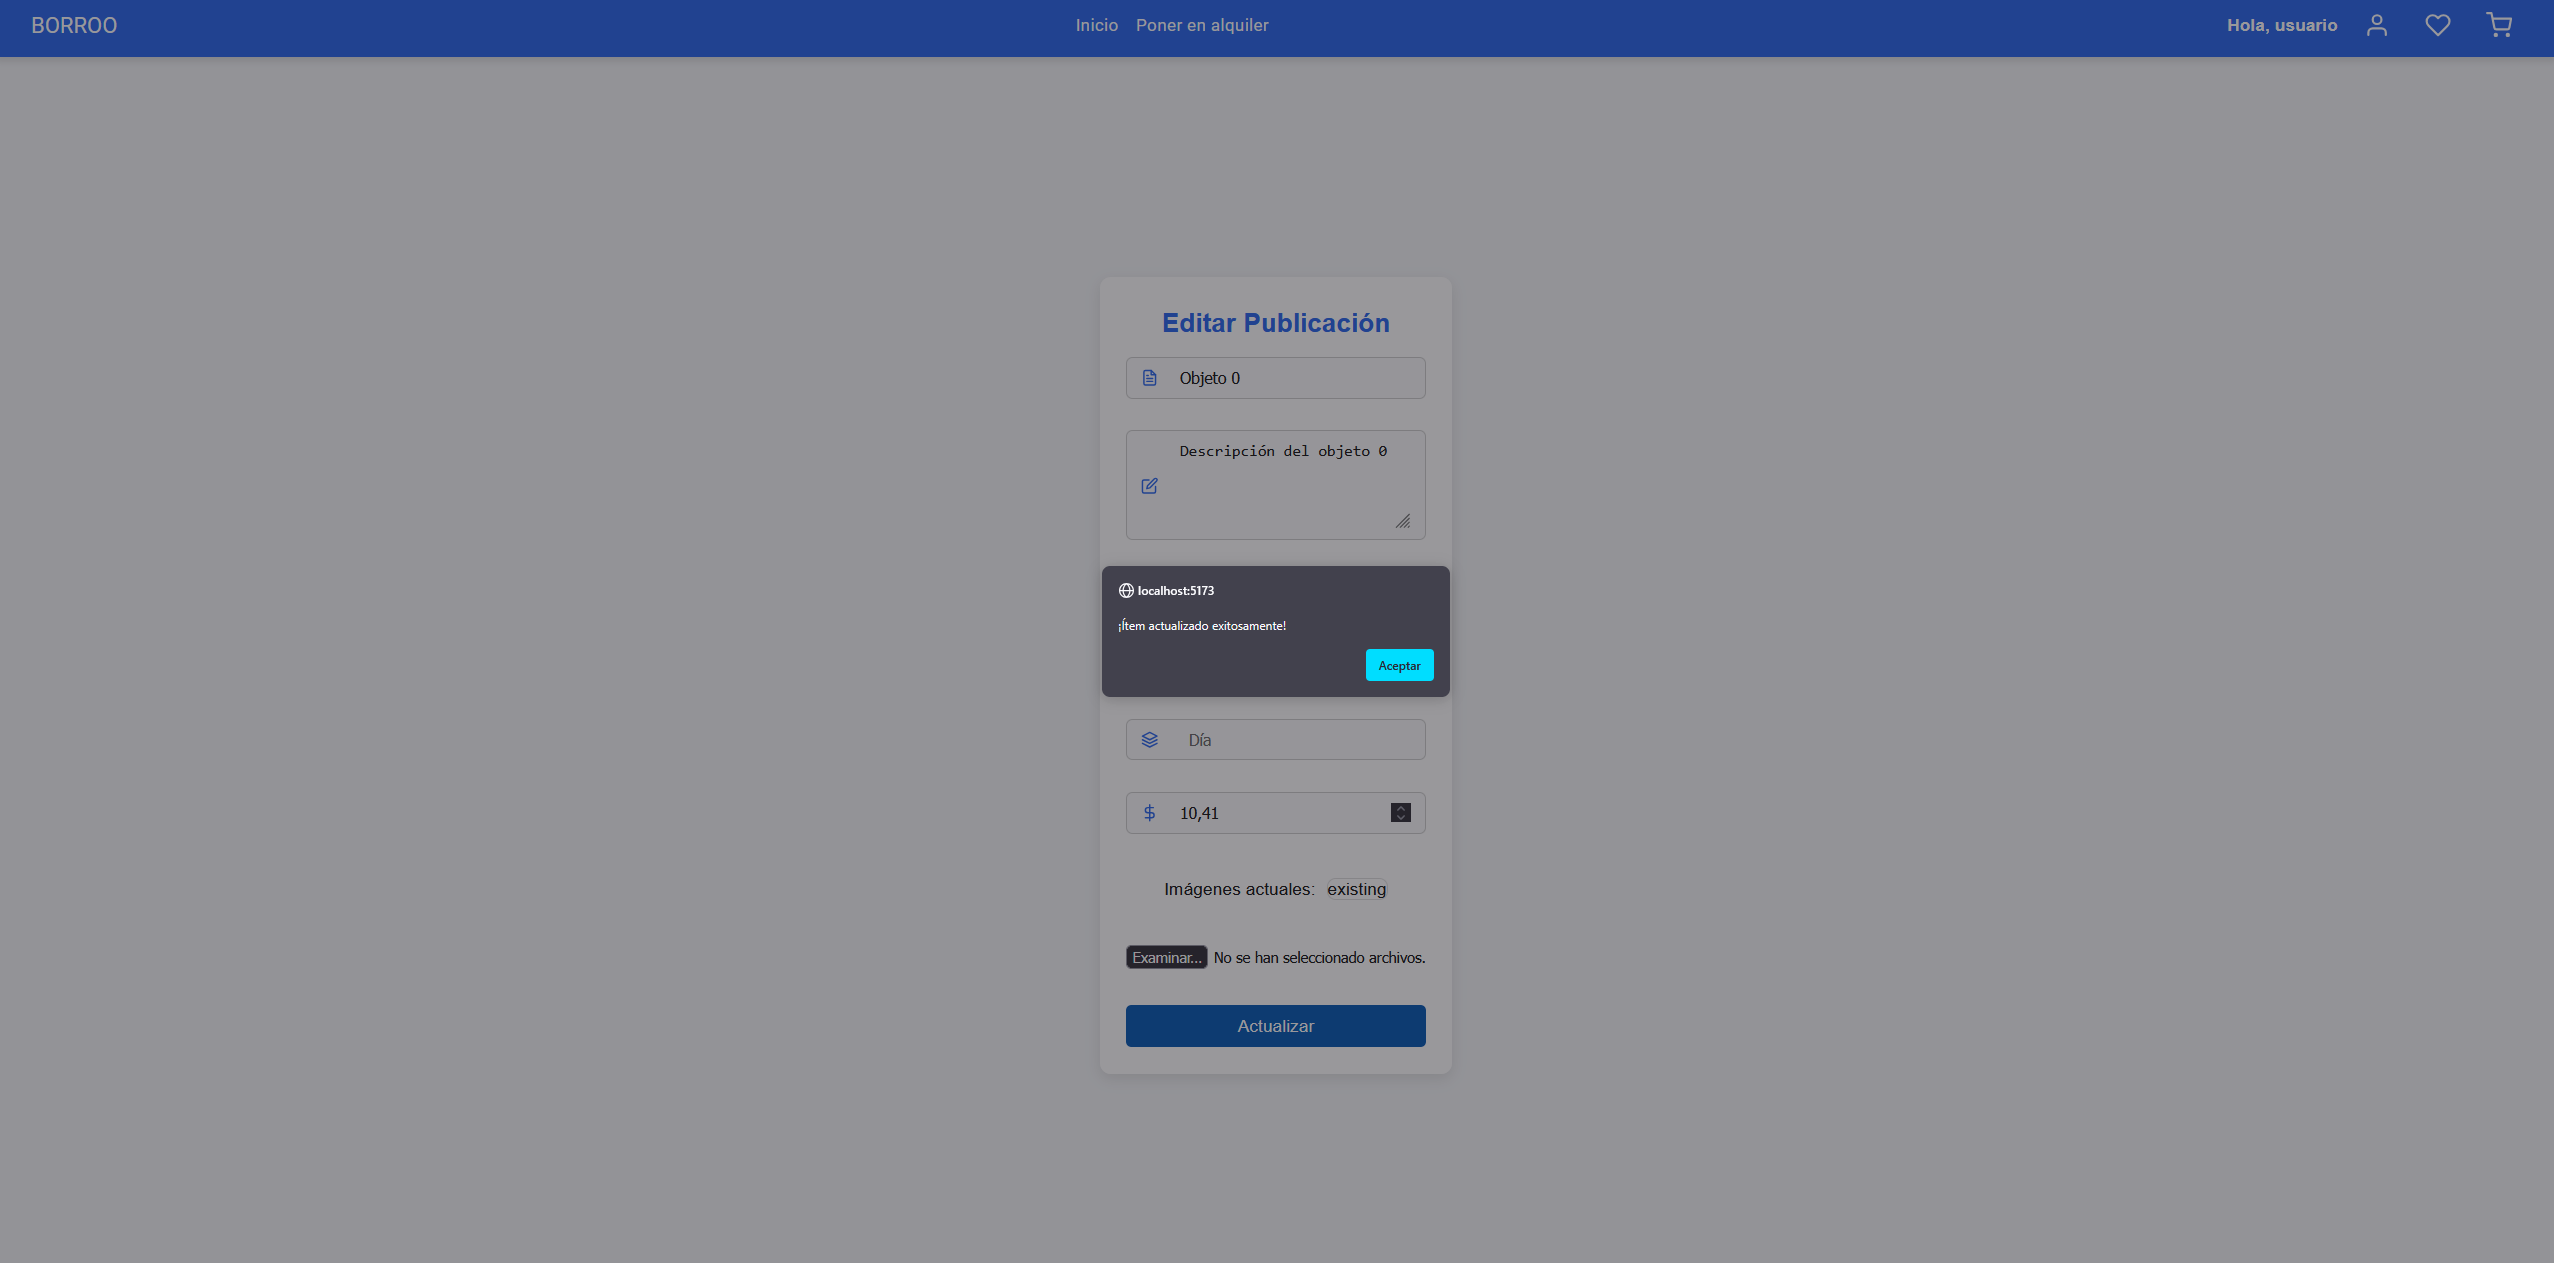 BORROO
Inicio Poner en alquiler
Hola, usuario
Editar Publicación
Objeto 0
Descripción del objeto 0
localhost:5173
¡Ítem actualizado exitosamente!
Aceptar
Día
10,41
Imágenes actuales: existing
Examinar... No se han seleccionado archivos.
Actualizar